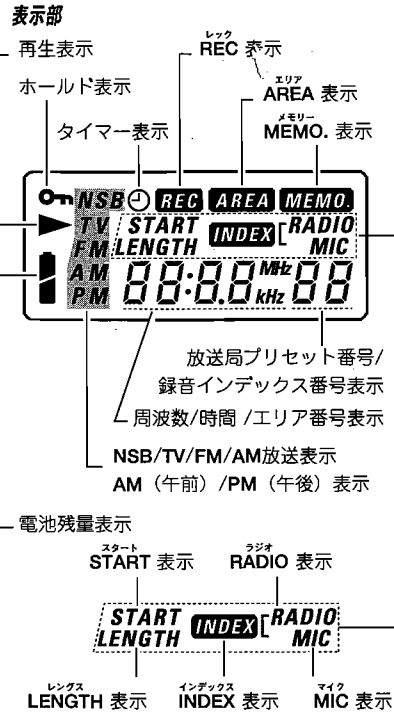 表示部
再生表示
レック
REC 表示
ホールド表示
エリア
AREA 表示
タイマー表示
メモリー
MEMO. 表示
NSB REC AREA MEMO.
TV START INDEX RADIO
FM LENGTH MIC
AM 88:8.8 MHz 88
PM kHz
放送局プリセット番号/
録音インデックス番号表示
周波数/時間 /エリア番号表示
NSB/TV/FM/AM放送表示
AM（午前）/PM（午後）表示
電池残量表示
スタート ラジオ
START 表示 RADIO 表示
START INDEX RADIO
LENGTH MIC
レングス インデックス マイク
LENGTH 表示 INDEX 表示 MIC 表示